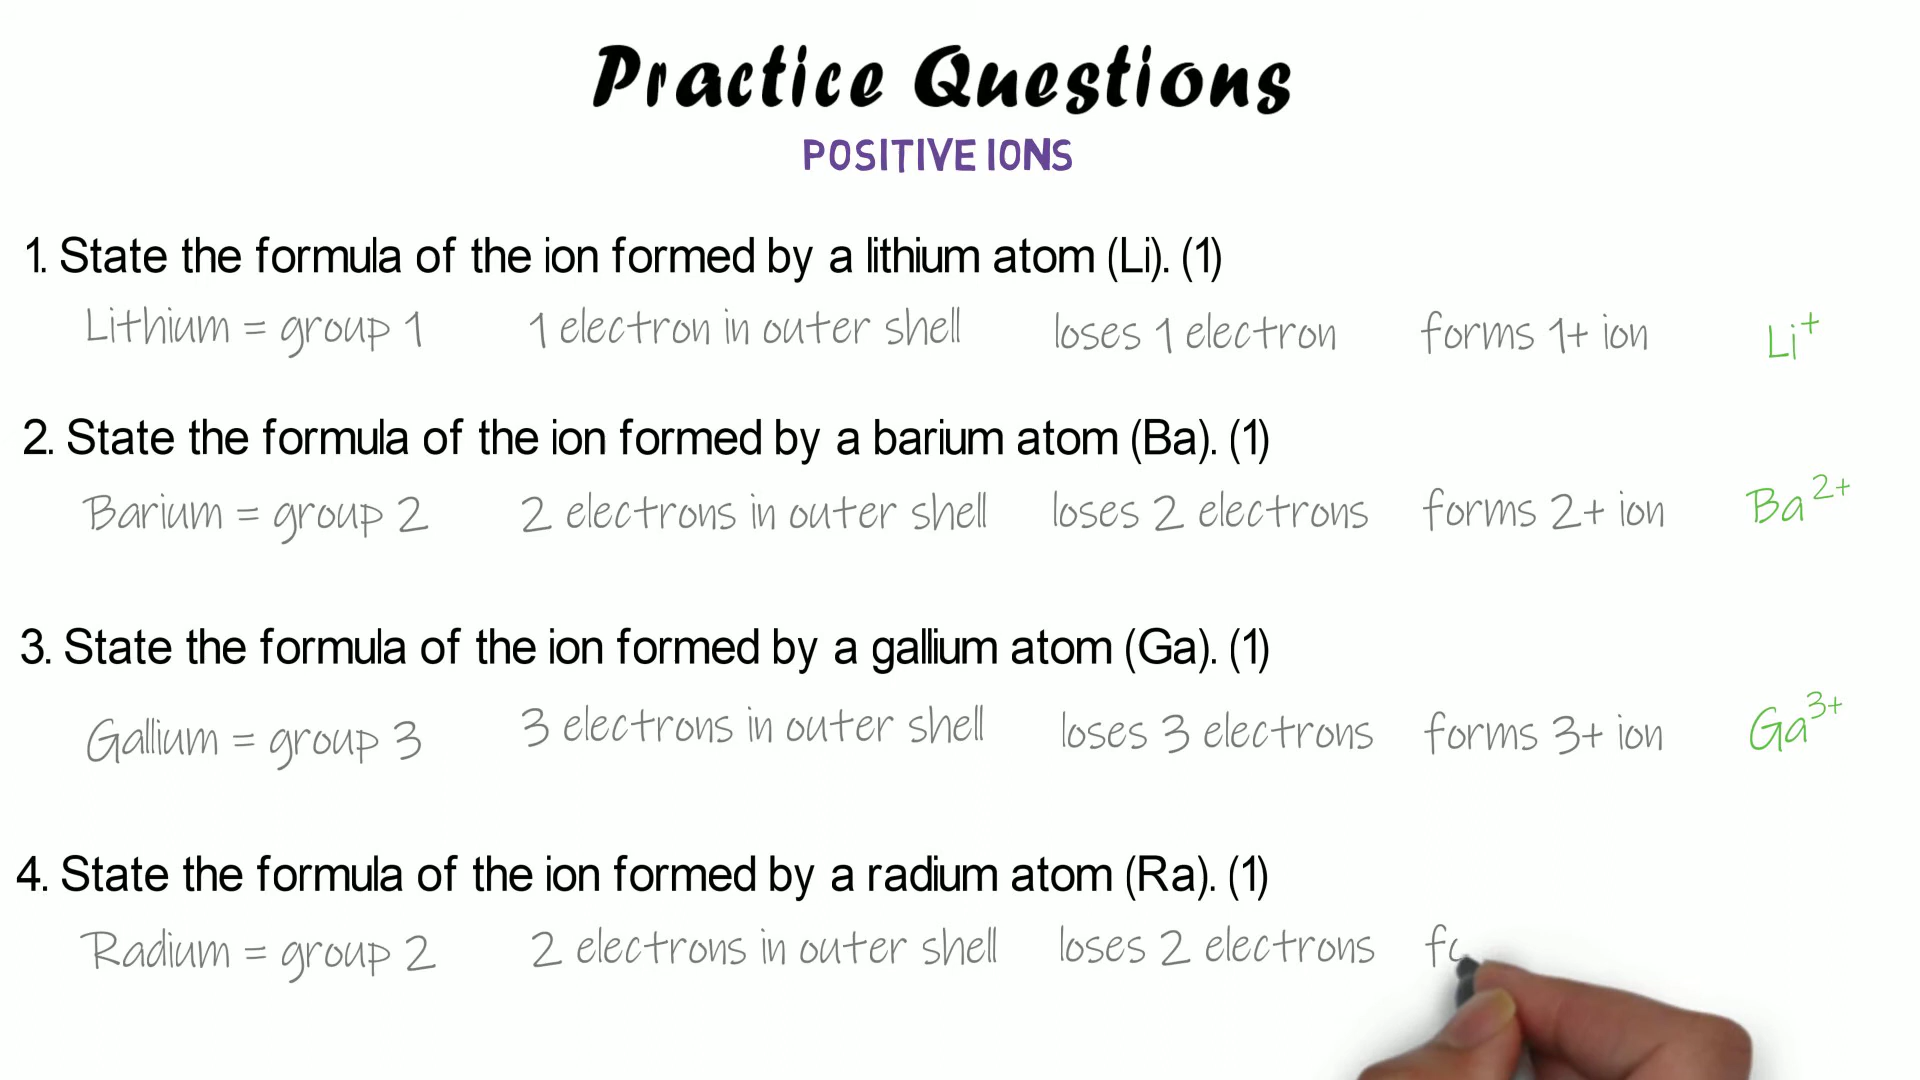 Practice Questions
POSITIVE IONS
1. State the formula of the ion formed by a lithium atom (Li). (1)
Lithium = group 1 1 electron in outer shell loses 1 electron forms 1+ ion Li⁺
2. State the formula of the ion formed by a barium atom (Ba). (1)
Barium = group 2 2 electrons in outer shell loses 2 electrons forms 2+ ion Ba²⁺
3. State the formula of the ion formed by a gallium atom (Ga). (1)
Gallium = group 3 3 electrons in outer shell loses 3 electrons forms 3+ ion Ga³⁺
4. State the formula of the ion formed by a radium atom (Ra). (1)
Radium = group 2 2 electrons in outer shell loses 2 electrons fo